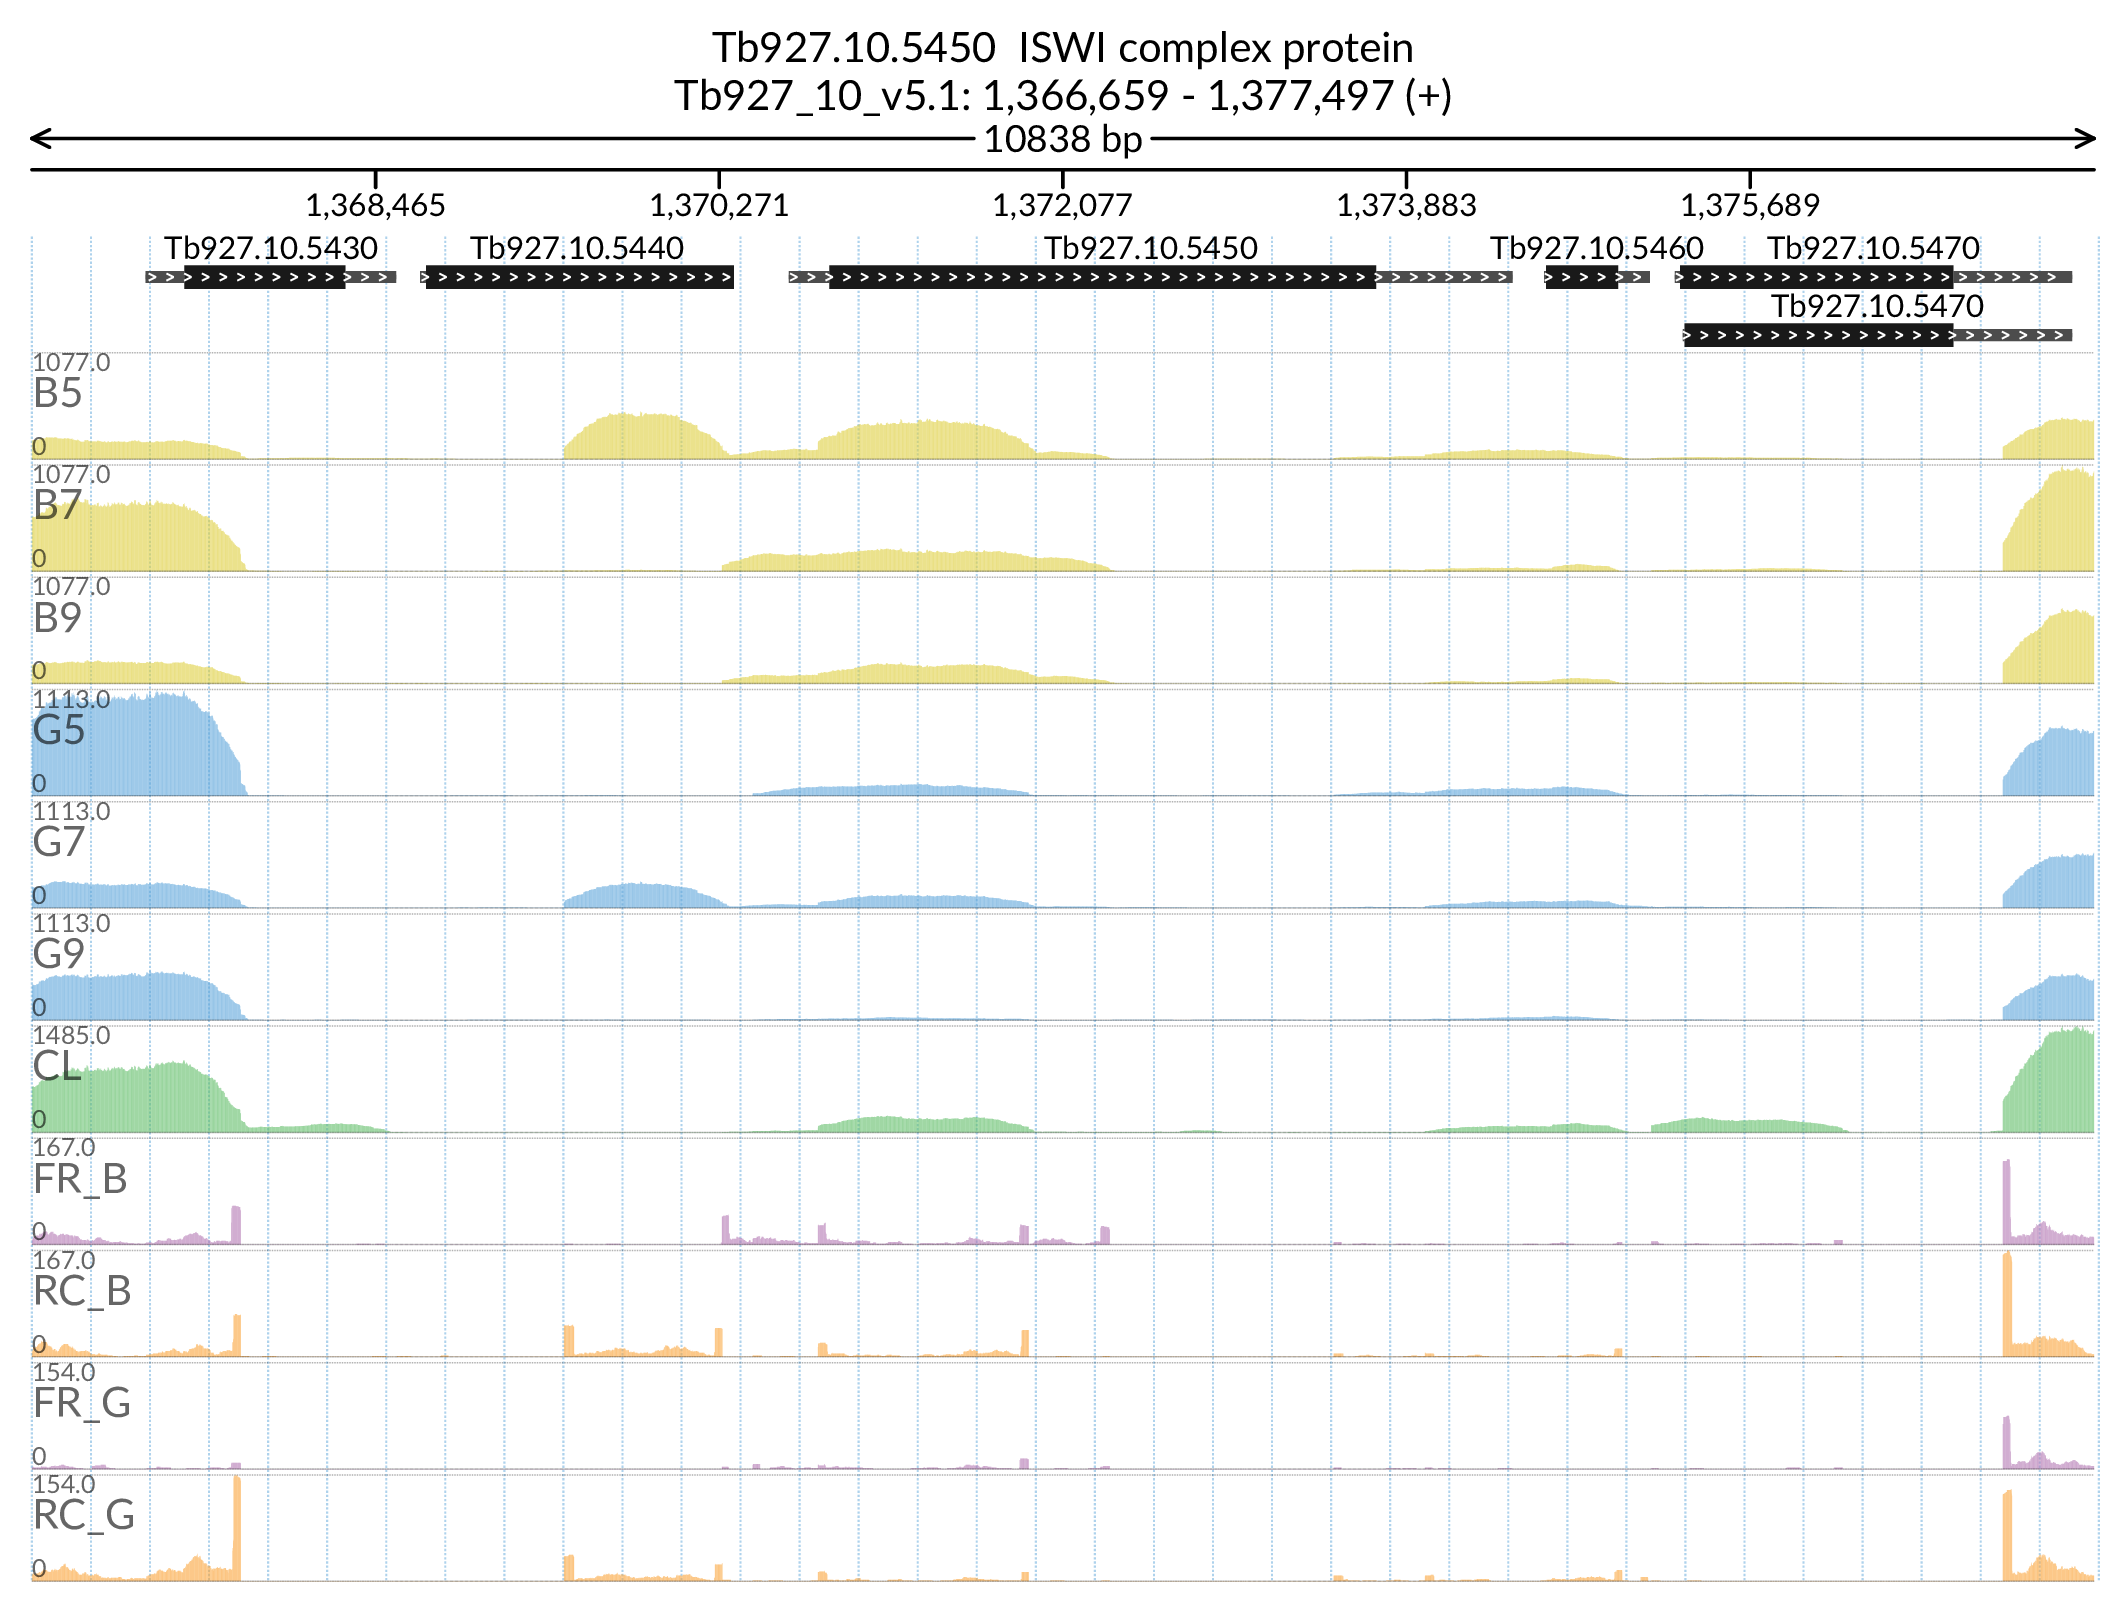 Tb927.10.5450  ISWI complex protein
Tb927_10_v5.1: 1,366,659 - 1,377,497 (+)
10838 bp
1,368,465 1,370,271 1,372,077 1,373,883 1,375,689
Tb927.10.5430 Tb927.10.5440 Tb927.10.5450 Tb927.10.5460 Tb927.10.5470
Tb927.10.5470
1077.0
B5
0
1077.0
B7
0
1077.0
B9
0
1113.0
G5
0
1113.0
G7
0
1113.0
G9
0
1485.0
CL
0
167.0
FR_B
0
167.0
RC_B
0
154.0
FR_G
0
154.0
RC_G
0